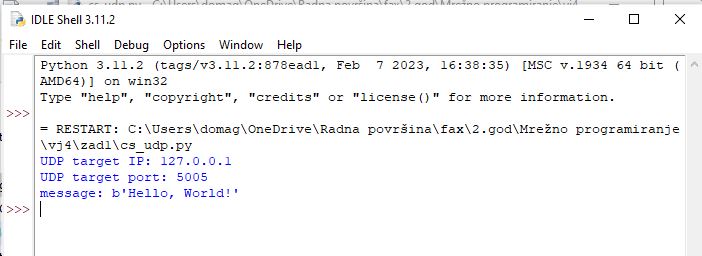 cs_udp.py - C:\Users\domag\OneDrive\Radna površina\fax\2.god\Mrežno programiranje\vj4
IDLE Shell 3.11.2
File Edit Shell Debug Options Window Help
Python 3.11.2 (tags/v3.11.2:878ead1, Feb  7 2023, 16:38:35) [MSC v.1934 64 bit (
AMD64)] on win32
Type "help", "copyright", "credits" or "license()" for more information.
>>>
= RESTART: C:\Users\domag\OneDrive\Radna površina\fax\2.god\Mrežno programiranje
\vj4\zad1\cs_udp.py
UDP target IP: 127.0.0.1
UDP target port: 5005
message: b'Hello, World!'
>>>